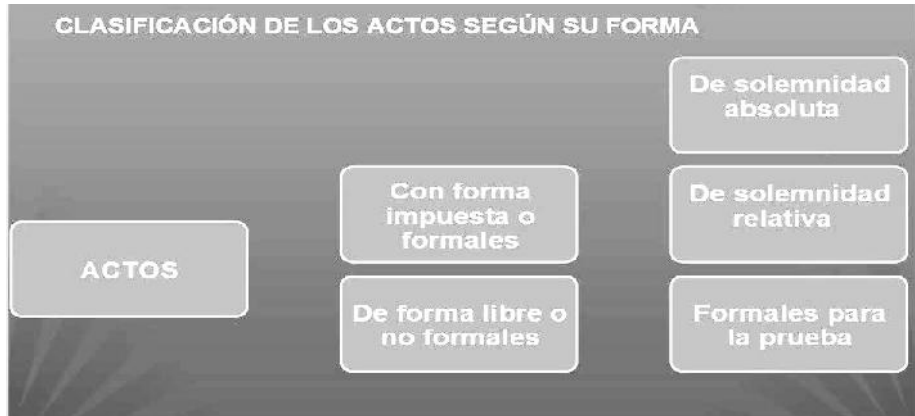 CLASIFICACIÓN DE LOS ACTOS SEGÚN SU FORMA
ACTOS
Con forma
impuesta o
formales
De forma libre o
no formales
De solemnidad
absoluta
De solemnidad
relativa
Formales para
la prueba